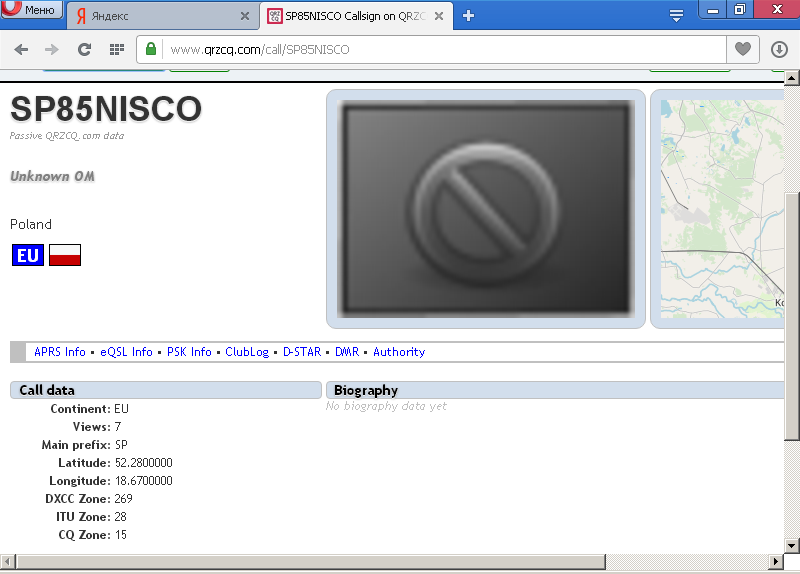 Меню
Яндекс
SP85NISCO Callsign on QRZC
www.qrzcq.com/call/SP85NISCO
SP85NISCO
Passive QRZCQ.com data
Unknown OM
Poland
EU
APRS Info • eQSL Info • PSK Info • ClubLog • D-STAR • DMR • Authority
Call data
Biography
Continent: EU
No biography data yet
Views: 7
Main prefix: SP
Latitude: 52.2800000
Longitude: 18.6700000
DXCC Zone: 269
ITU Zone: 28
CQ Zone: 15